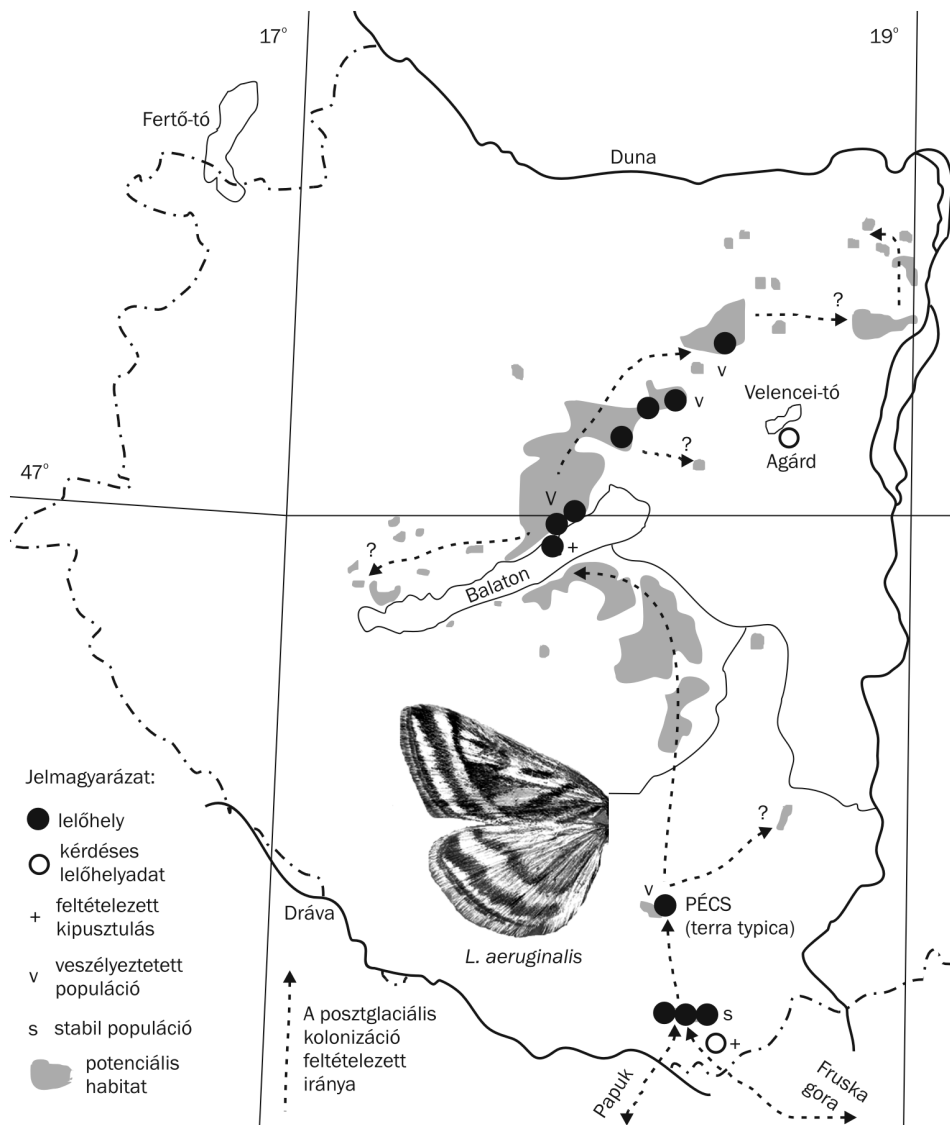 17°
19°
Fertő-tó
Duna
?
v
Velencei-tó
v
?
Agárd
47°
V
?
+
Balaton
Jelmagyarázat:
lelőhely
kérdéses
lelőhelyadat
+ feltételezett
kipusztulás
v veszélyeztetett
populáció
s stabil populáció
potenciális
habitat
Dráva
A posztglaciális
kolonizáció
feltételezett
iránya
L. aeruginalis
?
v
PÉCS
(terra typica)
s
+
Papuk
Fruska
gora